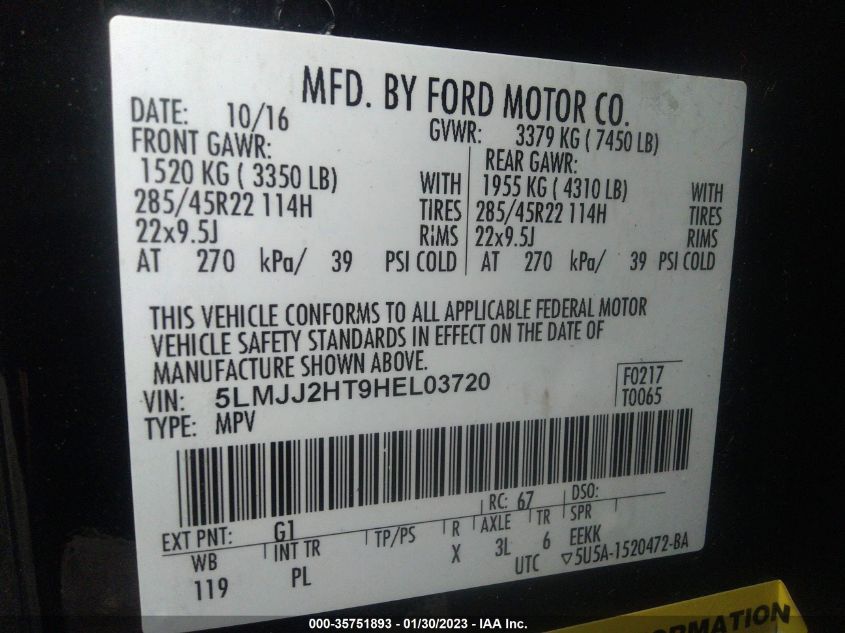 MFD. BY FORD MOTOR CO.
DATE: 10/16 GVWR: 3379 KG ( 7450 LB)
FRONT GAWR: REAR GAWR:
1520 KG ( 3350 LB) WITH 1955 KG ( 4310 LB) WITH
285/45R22 114H TIRES 285/45R22 114H TIRES
22x9.5J RIMS 22x9.5J RIMS
AT 270 kPa/ 39 PSI COLD AT 270 kPa/ 39 PSI COLD
THIS VEHICLE CONFORMS TO ALL APPLICABLE FEDERAL MOTOR
VEHICLE SAFETY STANDARDS IN EFFECT ON THE DATE OF
MANUFACTURE SHOWN ABOVE.
VIN: 5LMJJ2HT9HEL03720 F0217
TYPE: MPV T0065
EXT PNT: G1 RC: 67 DSO:
WB INT TR TP/PS R AXLE TR SPR
119 PL X 3L 6 EEKK
UTC ▽5U5A-1520472-BA
ORMATION
000-35751893 - 01/30/2023 - IAA Inc.